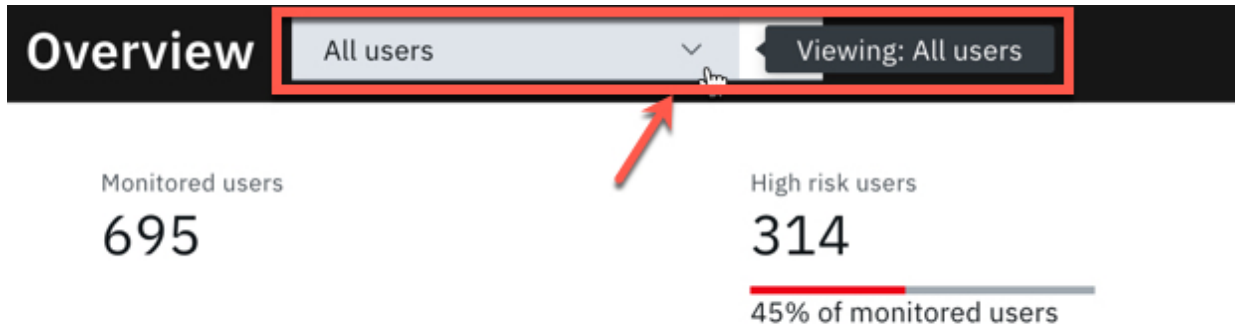 Overview All users Viewing: All users
Monitored users
695
High risk users
314
45% of monitored users